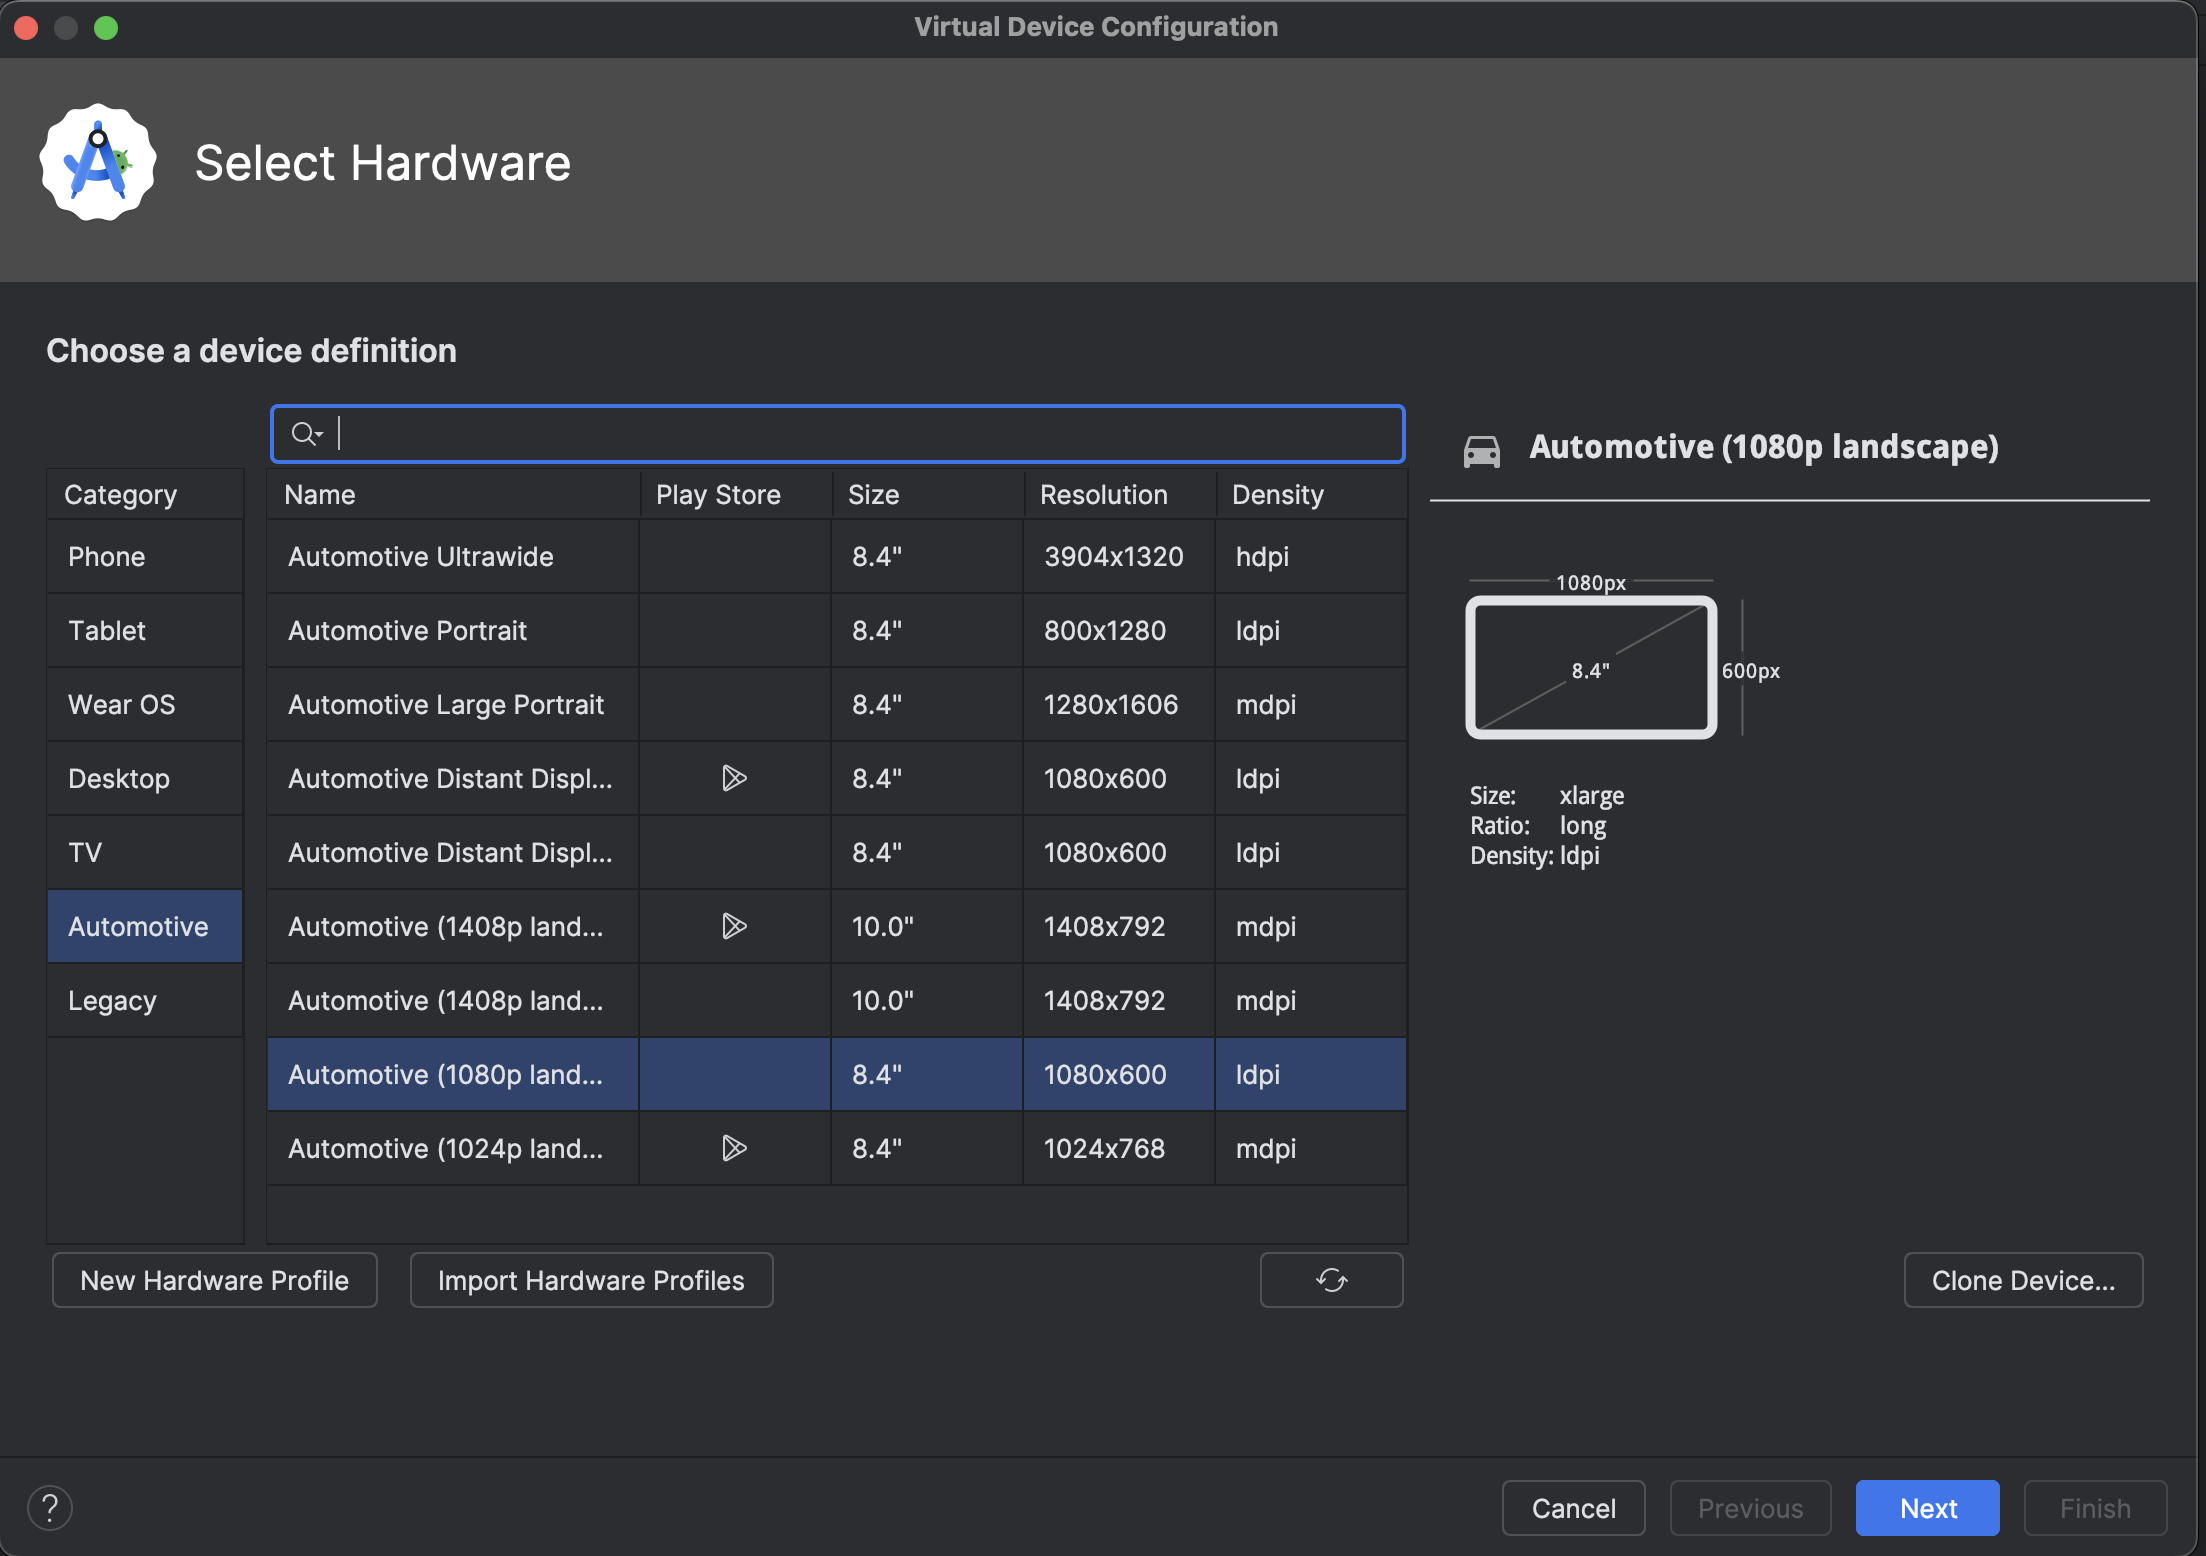 Virtual Device Configuration
Select Hardware
Choose a device definition
Category
Phone
Tablet
Wear OS
Desktop
TV
Automotive
Legacy
Name Play Store Size Resolution Density
Automotive Ultrawide 8.4" 3904x1320 hdpi
Automotive Portrait 8.4" 800x1280 ldpi
Automotive Large Portrait 8.4" 1280x1606 mdpi
Automotive Distant Displ... 8.4" 1080x600 ldpi
Automotive Distant Displ... 8.4" 1080x600 ldpi
Automotive (1408p land... 10.0" 1408x792 mdpi
Automotive (1408p land... 10.0" 1408x792 mdpi
Automotive (1080p land... 8.4" 1080x600 ldpi
Automotive (1024p land... 8.4" 1024x768 mdpi
Automotive (1080p landscape)
1080px
8.4"
600px
Size: xlarge
Ratio: long
Density: ldpi
New Hardware Profile Import Hardware Profiles Clone Device...
? Cancel Previous Next Finish